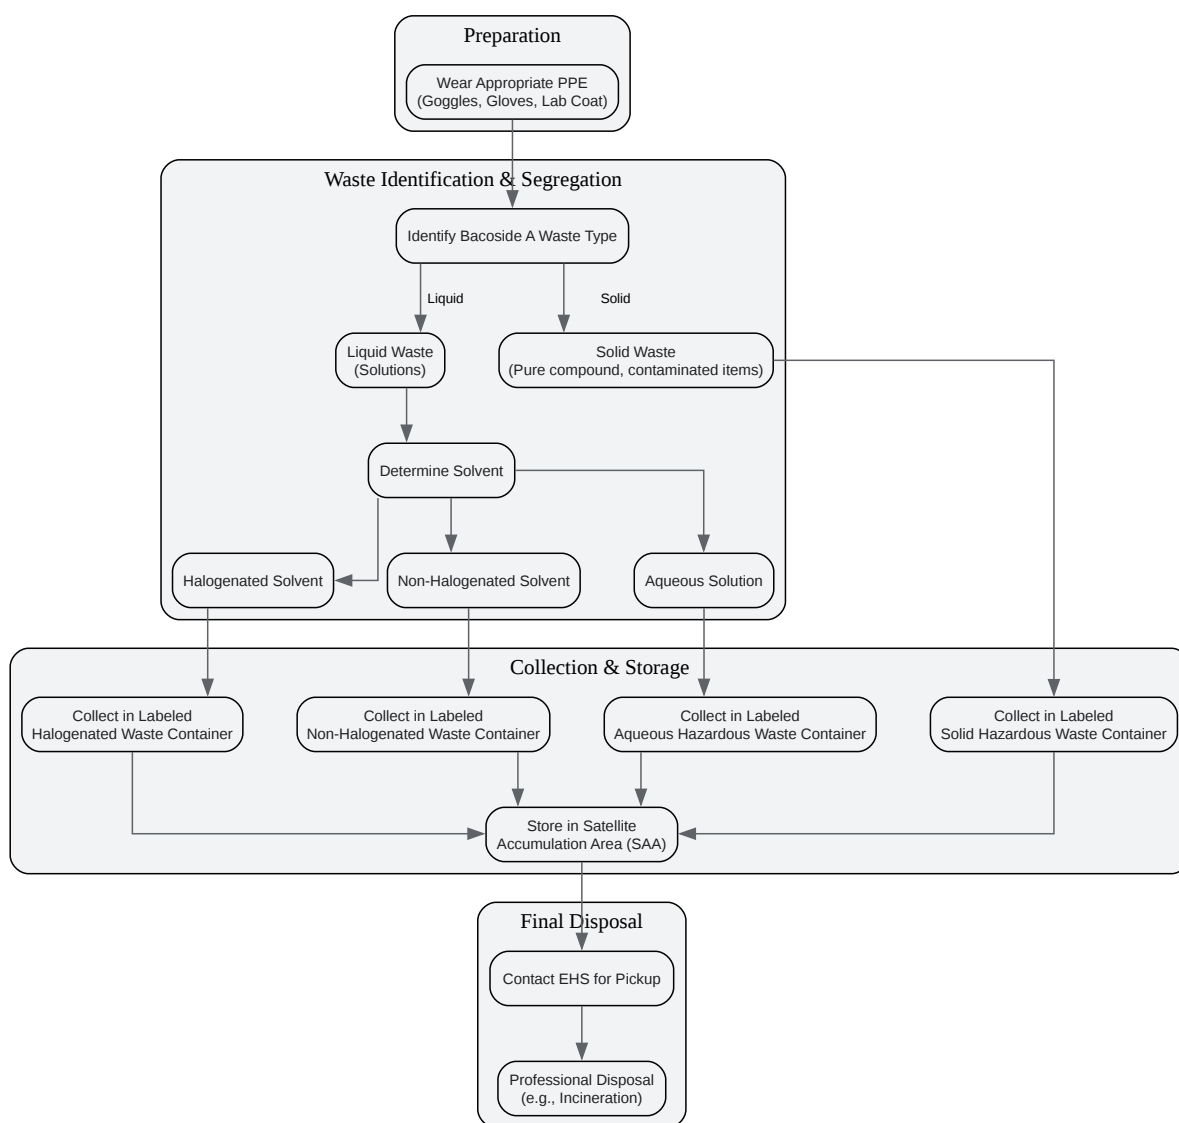 Preparation
Wear Appropriate PPE
(Goggles, Gloves, Lab Coat)
Waste Identification & Segregation
Identify Bacoside A Waste Type
Liquid
Solid
Liquid Waste
(Solutions)
Solid Waste
(Pure compound, contaminated items)
Determine Solvent
Halogenated Solvent
Non-Halogenated Solvent
Aqueous Solution
Collection & Storage
Collect in Labeled
Halogenated Waste Container
Collect in Labeled
Non-Halogenated Waste Container
Collect in Labeled
Aqueous Hazardous Waste Container
Collect in Labeled
Solid Hazardous Waste Container
Store in Satellite
Accumulation Area (SAA)
Final Disposal
Contact EHS for Pickup
Professional Disposal
(e.g., Incineration)